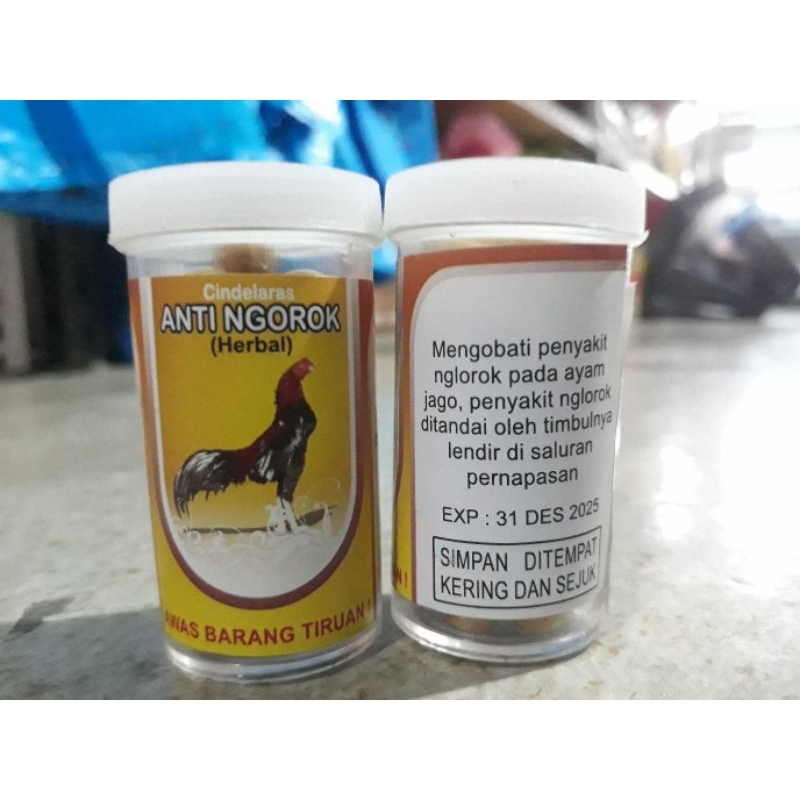 Cindelaras
ANTI NGOROK
(Herbal)
AWAS BARANG TIRUAN !
Mengobati penyakit
nglorok pada ayam
jago, penyakit nglorok
ditandai oleh timbulnya
lendir di saluran
pernapasan
EXP : 31 DES 2025
SIMPAN DITEMPAT
KERING DAN SEJUK
N !